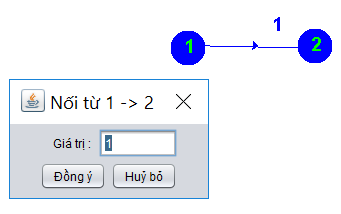 1
1 2
Nối từ 1 -> 2
Giá trị :
1
Đồng ý
Huỷ bỏ